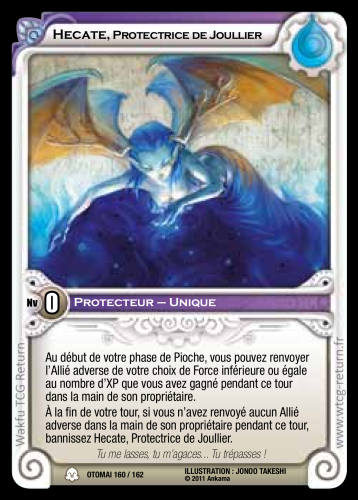 Hecate, Protectrice de Joullier
Nv 0 Protecteur – Unique
Au début de votre phase de Pioche, vous pouvez renvoyer
l'Allié adverse de votre choix de Force inférieure ou égale
au nombre d'XP que vous avez gagné pendant ce tour
dans la main de son propriétaire.
À la fin de votre tour, si vous n'avez renvoyé aucun Allié
adverse dans la main de son propriétaire pendant ce tour,
bannissez Hecate, Protectrice de Joullier.
Tu me lasses, tu m'agaces... Tu trépasses !
OTOMAI 160 / 162
ILLUSTRATION : JONOO TAKESHI
© 2011 Ankama
Wakfu TCG Return
www.wtcg-return.fr